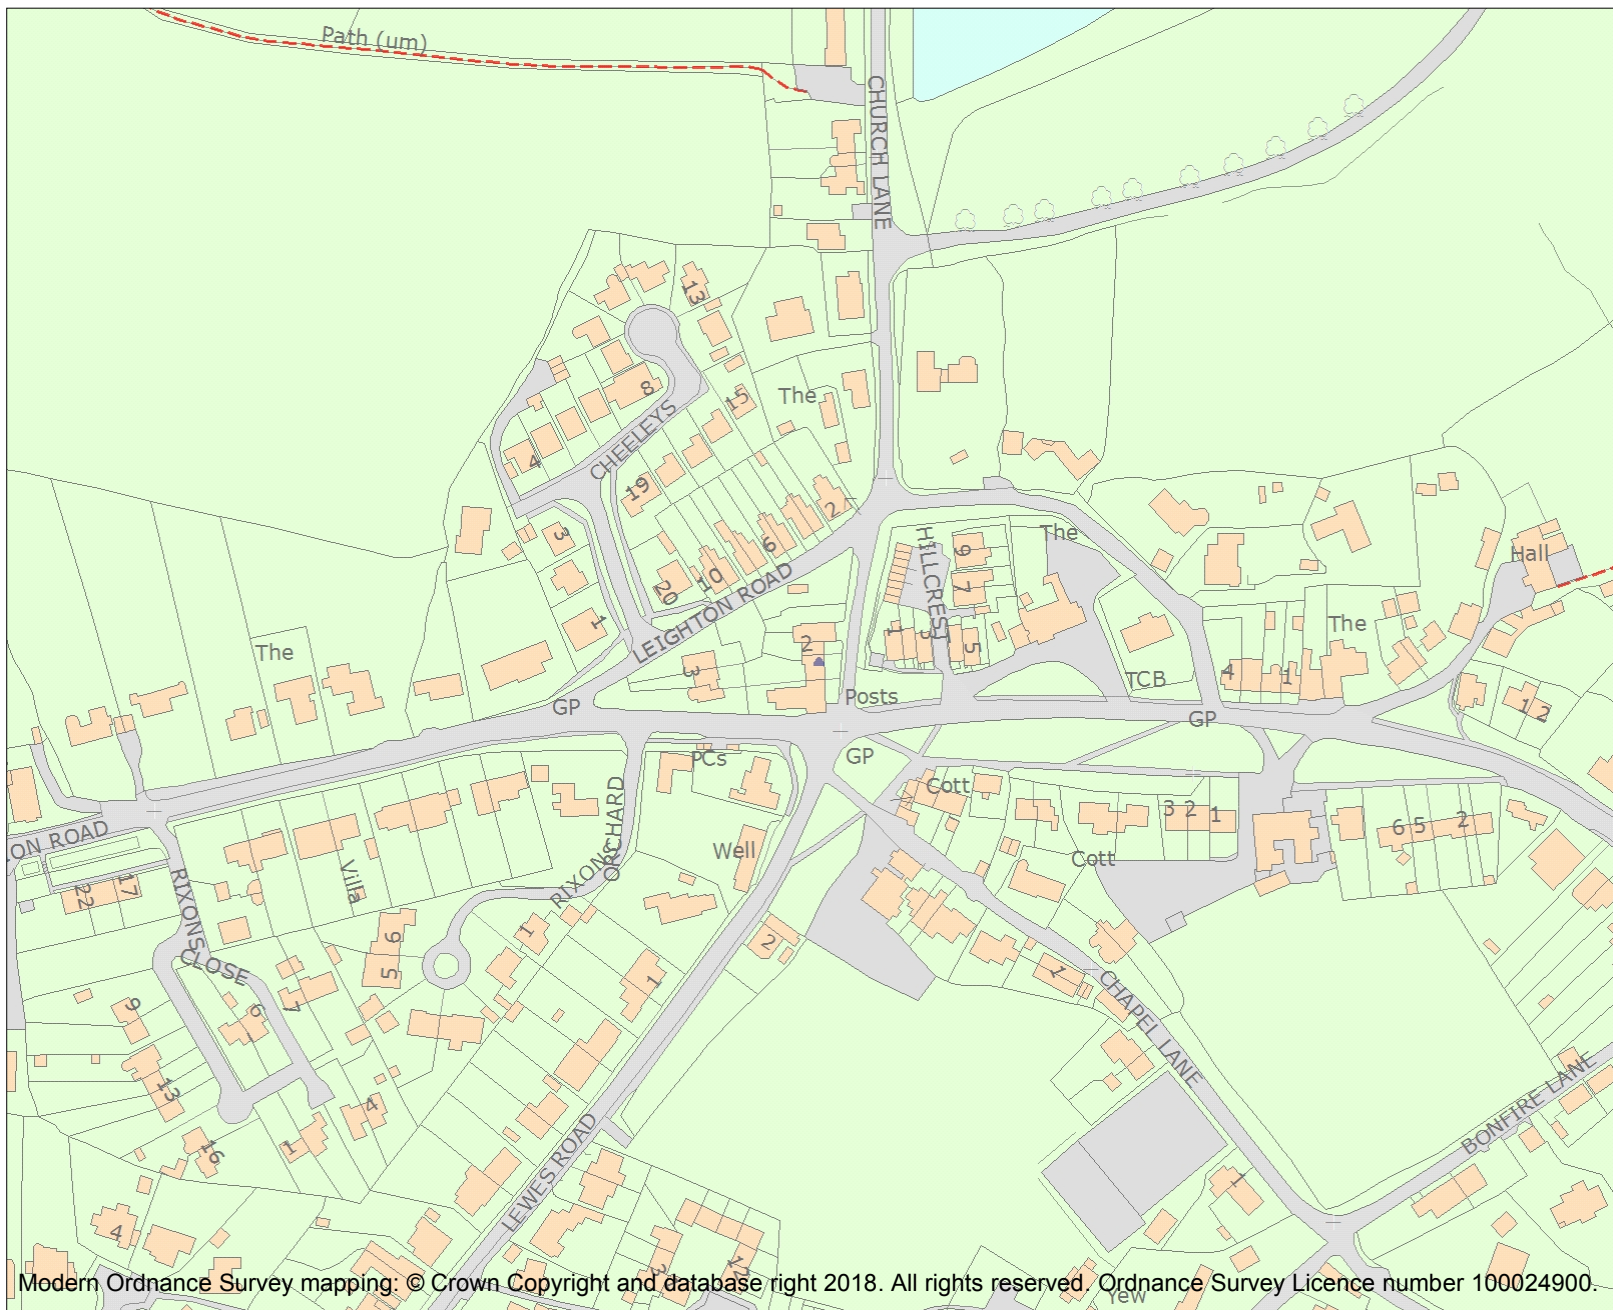 Path (um)
CHURCH LANE
13
8
The
15
CHEELEYS
4
19
2
3
6
10
20
LEIGHTON ROAD
1
HILLCREST
9
7
The
Hall
1
3
5
The
The
2
3
TCB
4
1
Posts
GP
GP
1 2
PCs
GP
Cott
ORCHARD
RIXONS
3 2 1
6 5
2
ON ROAD
Well
Cott
Villa
22
17
RIXONS
CLOSE
1
6
5
2
1
1
7
9
6
CHAPEL LANE
13
4
BONFIRE LANE
1
16
LEWES ROAD
1
4
3
12
Yew
Modern Ordnance Survey mapping: © Crown Copyright and database right 2018. All rights reserved. Ordnance Survey Licence number 100024900.